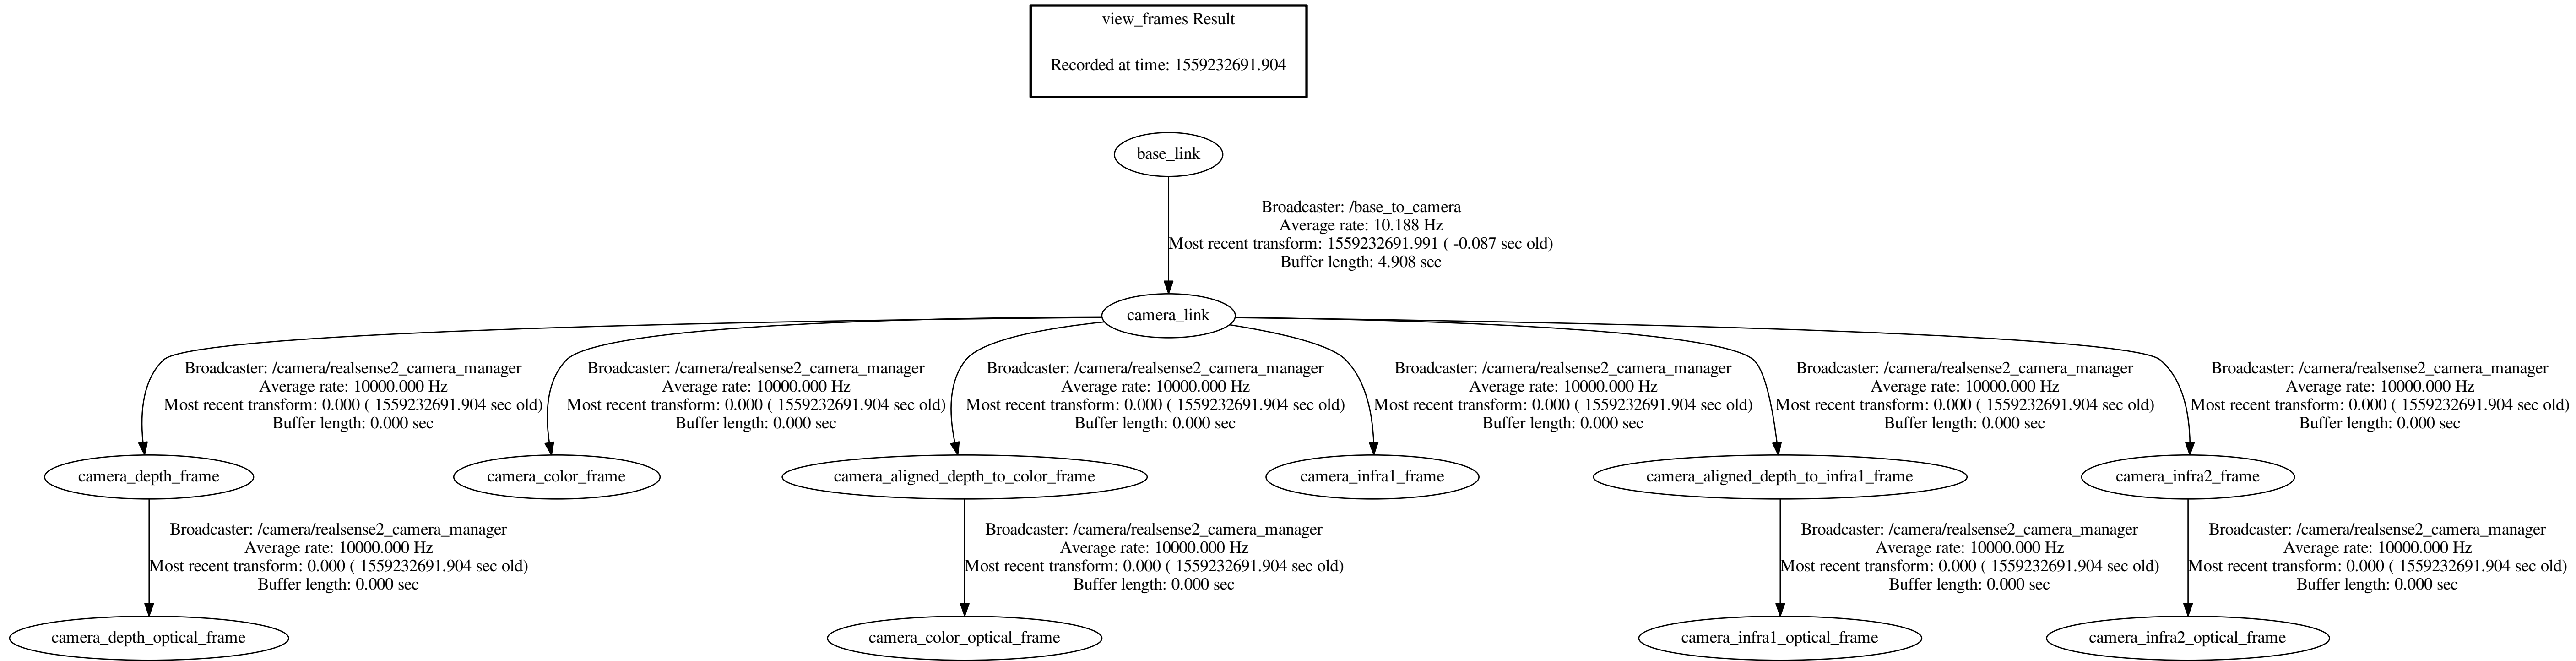 view_frames Result
Recorded at time: 1559232691.904
base_link
Broadcaster: /base_to_camera
Average rate: 10.188 Hz
Most recent transform: 1559232691.991 ( -0.087 sec old)
Buffer length: 4.908 sec
camera_link
Broadcaster: /camera/realsense2_camera_manager
Average rate: 10000.000 Hz
Most recent transform: 0.000 ( 1559232691.904 sec old)
Buffer length: 0.000 sec
Broadcaster: /camera/realsense2_camera_manager
Average rate: 10000.000 Hz
Most recent transform: 0.000 ( 1559232691.904 sec old)
Buffer length: 0.000 sec
Broadcaster: /camera/realsense2_camera_manager
Average rate: 10000.000 Hz
Most recent transform: 0.000 ( 1559232691.904 sec old)
Buffer length: 0.000 sec
Broadcaster: /camera/realsense2_camera_manager
Average rate: 10000.000 Hz
Most recent transform: 0.000 ( 1559232691.904 sec old)
Buffer length: 0.000 sec
Broadcaster: /camera/realsense2_camera_manager
Average rate: 10000.000 Hz
Most recent transform: 0.000 ( 1559232691.904 sec old)
Buffer length: 0.000 sec
Broadcaster: /camera/realsense2_camera_manager
Average rate: 10000.000 Hz
Most recent transform: 0.000 ( 1559232691.904 sec old)
Buffer length: 0.000 sec
camera_depth_frame
camera_color_frame
camera_aligned_depth_to_color_frame
camera_infra1_frame
camera_aligned_depth_to_infra1_frame
camera_infra2_frame
Broadcaster: /camera/realsense2_camera_manager
Average rate: 10000.000 Hz
Most recent transform: 0.000 ( 1559232691.904 sec old)
Buffer length: 0.000 sec
Broadcaster: /camera/realsense2_camera_manager
Average rate: 10000.000 Hz
Most recent transform: 0.000 ( 1559232691.904 sec old)
Buffer length: 0.000 sec
Broadcaster: /camera/realsense2_camera_manager
Average rate: 10000.000 Hz
Most recent transform: 0.000 ( 1559232691.904 sec old)
Buffer length: 0.000 sec
Broadcaster: /camera/realsense2_camera_manager
Average rate: 10000.000 Hz
Most recent transform: 0.000 ( 1559232691.904 sec old)
Buffer length: 0.000 sec
camera_depth_optical_frame
camera_color_optical_frame
camera_infra1_optical_frame
camera_infra2_optical_frame